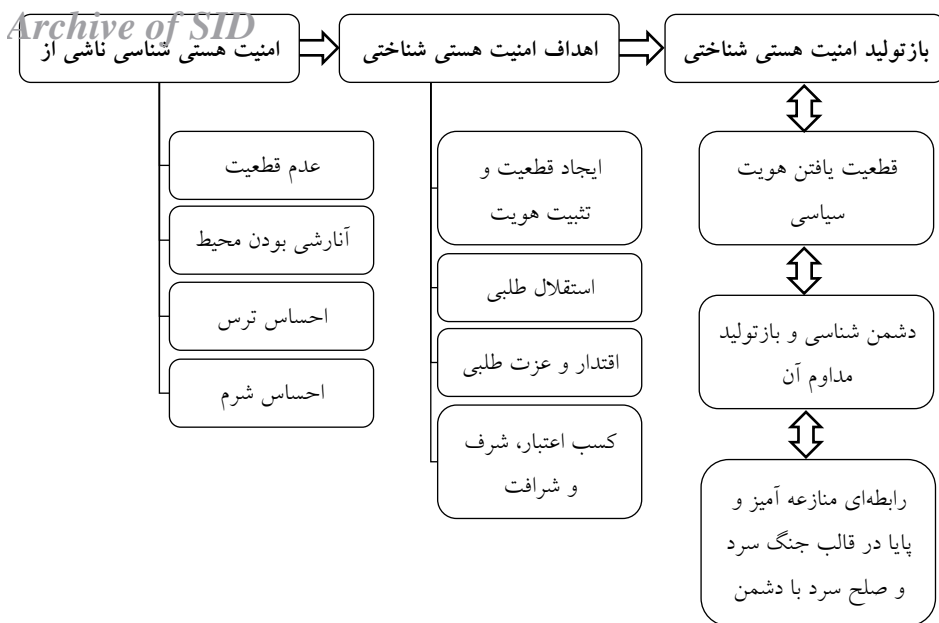 Archive of SID
امنیت هستی شناسی ناشی از
اهداف امنیت هستی شناختی
بازتولید امنیت هستی شناختی
عدم قطعیت
آنارشی بودن محیط
احساس ترس
احساس شرم
ایجاد قطعیت و
تثبیت هویت
استقلال طلبی
اقتدار و عزت طلبی
کسب اعتبار، شرف
و شرافت
قطعیت یافتن هویت
سیاسی
دشمن شناسی و بازتولید
مداوم آن
رابطه‌ای منازعه آمیز و
پایا در قالب جنگ سرد
و صلح سرد با دشمن